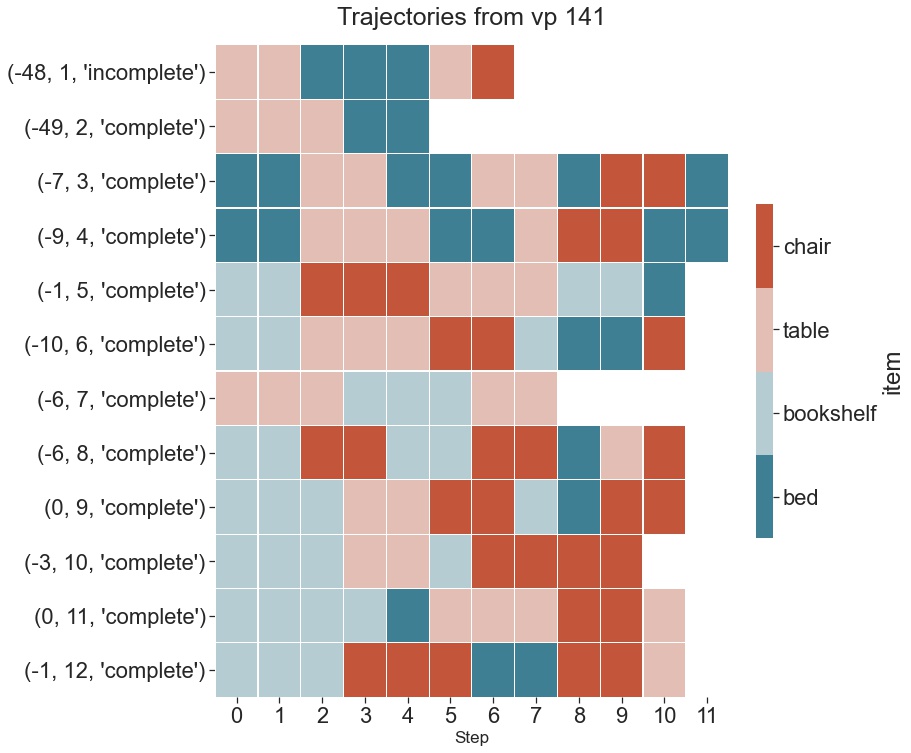 Trajectories from vp 141
(-48, 1, 'incomplete')
(-49, 2, 'complete')
(-7, 3, 'complete')
(-9, 4, 'complete')
(-1, 5, 'complete')
(-10, 6, 'complete')
(-6, 7, 'complete')
(-6, 8, 'complete')
(0, 9, 'complete')
(-3, 10, 'complete')
(0, 11, 'complete')
(-1, 12, 'complete')
0 1 2 3 4 5 6 7 8 9 10 11
Step
chair
table
bookshelf
bed
item